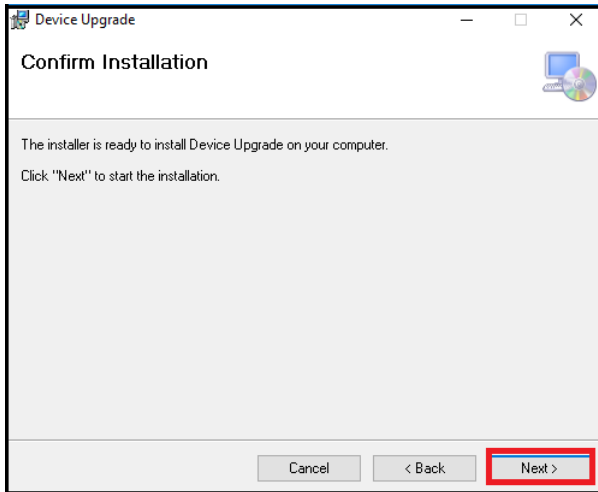 Device Upgrade
Confirm Installation
The installer is ready to install Device Upgrade on your computer.
Click "Next" to start the installation.
Cancel
< Back
Next >